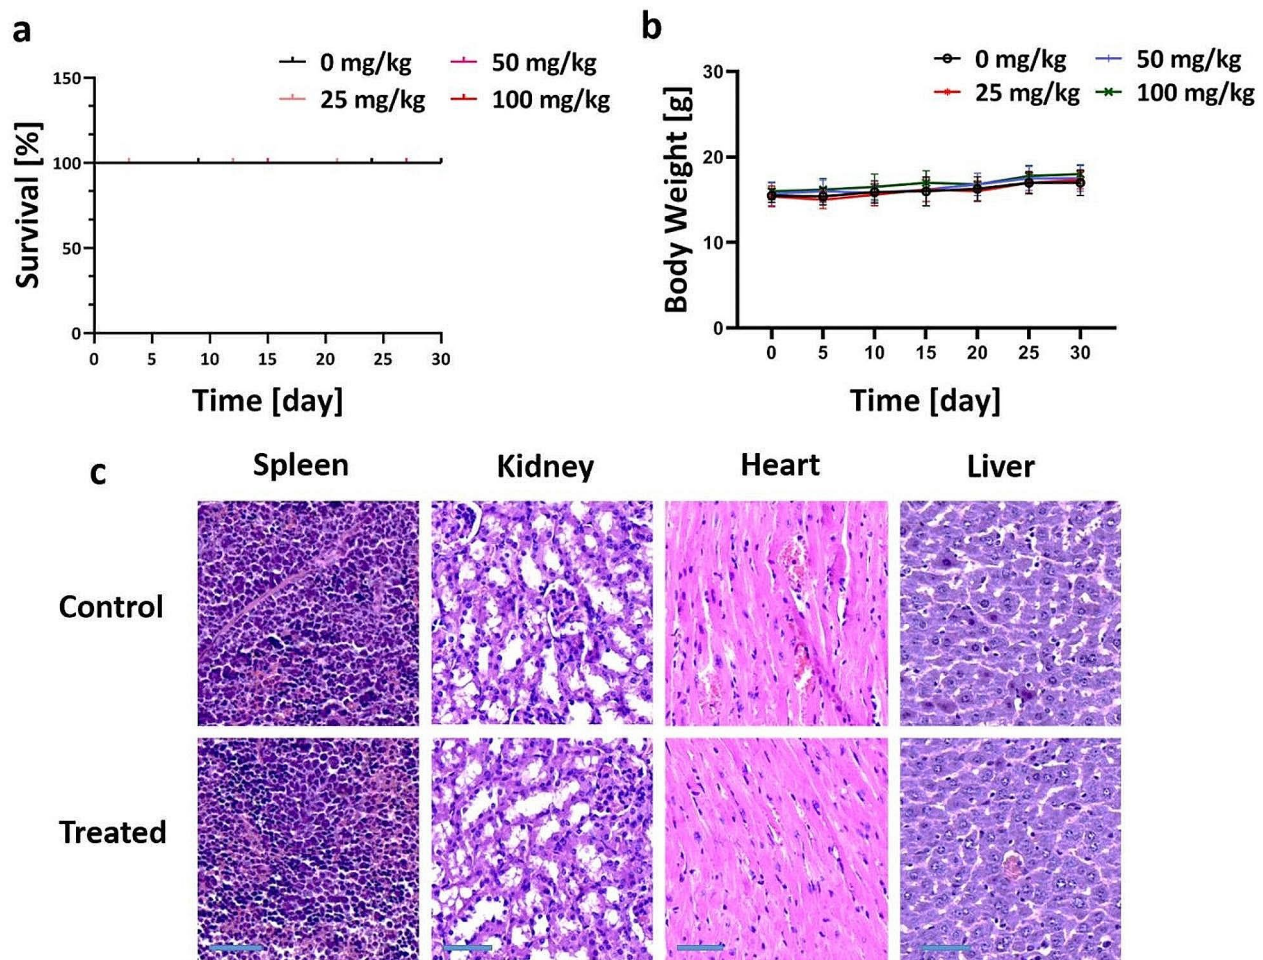 a
0 mg/kg
50 mg/kg
25 mg/kg
100 mg/kg
Survival [%]
150
100
50
0
0 5 10 15 20 25 30
Time [day]
b
0 mg/kg
50 mg/kg
25 mg/kg
100 mg/kg
Body Weight [g]
30
20
10
0
0 5 10 15 20 25 30
Time [day]
c
Spleen Kidney Heart Liver
Control
Treated